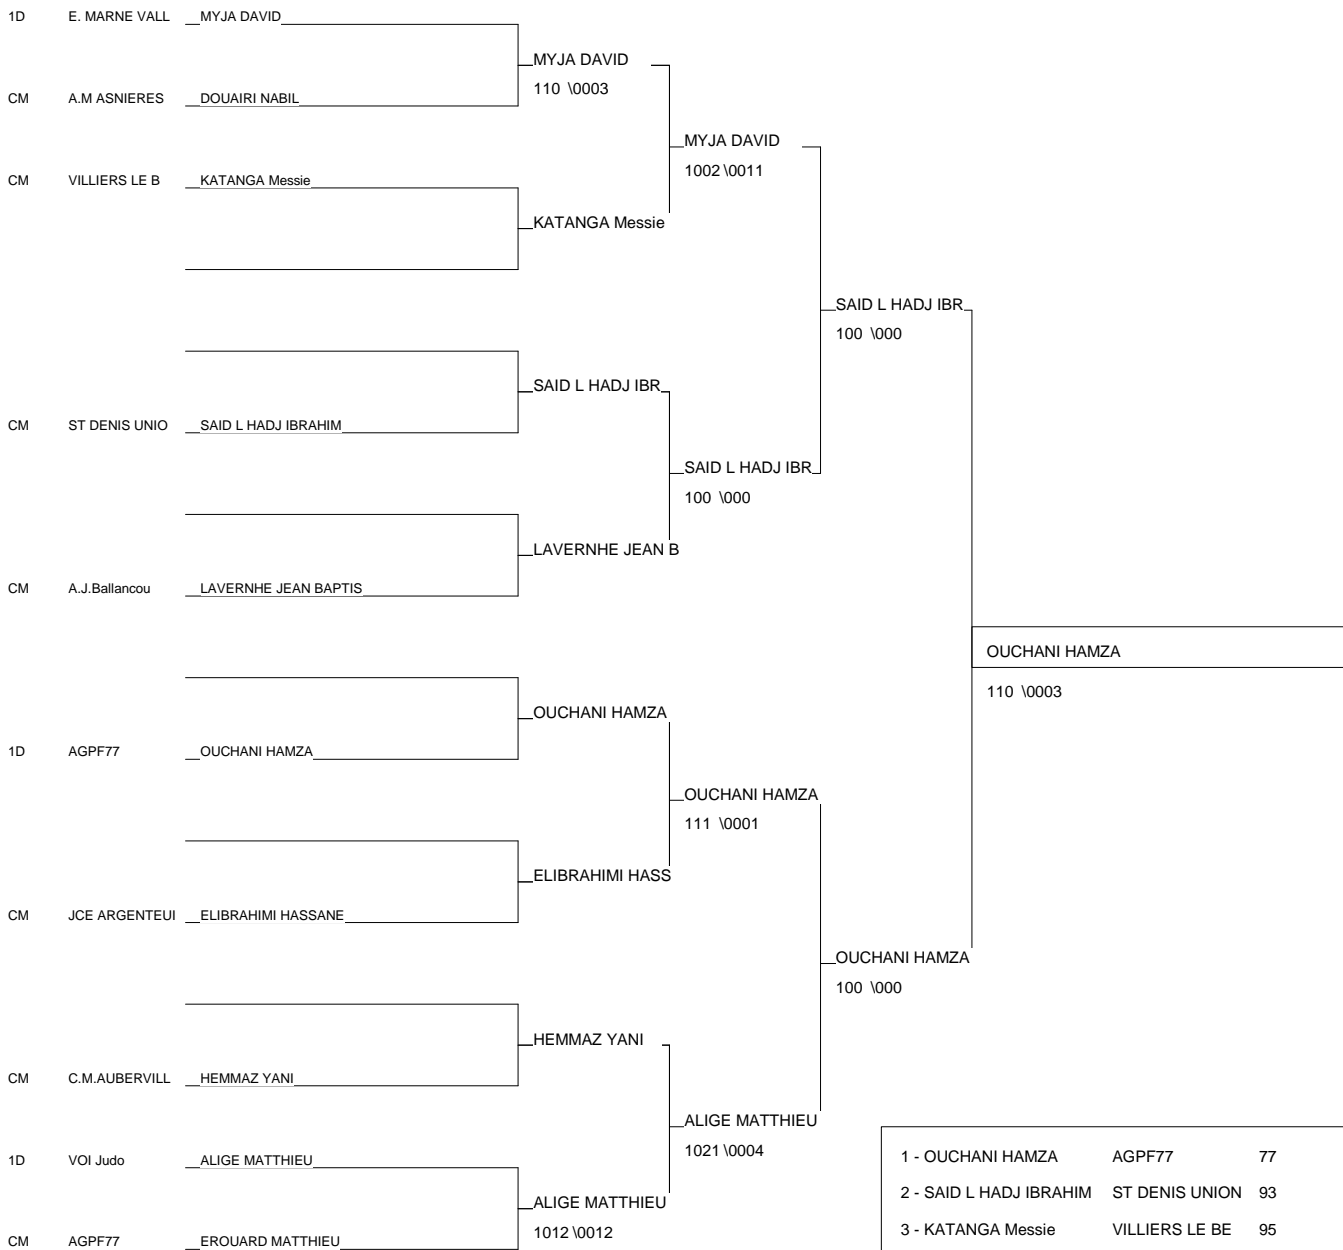 1D E. MARNE VALL MYJA DAVID
MYJA DAVID
110 \0003
CM A.M ASNIERES DOUAIRI NABIL
MYJA DAVID
1002 \0011
CM VILLIERS LE B KATANGA Messie
KATANGA Messie
SAID L HADJ IBR
100 \000
SAID L HADJ IBR
CM ST DENIS UNIO SAID L HADJ IBRAHIM
SAID L HADJ IBR
100 \000
LAVERNHE JEAN B
CM A.J.Ballancou LAVERNHE JEAN BAPTIS
OUCHANI HAMZA
110 \0003
OUCHANI HAMZA
1D AGPF77 OUCHANI HAMZA
OUCHANI HAMZA
111 \0001
ELIBRAHIMI HASS
CM JCE ARGENTEUI ELIBRAHIMI HASSANE
OUCHANI HAMZA
100 \000
HEMMAZ YANI
CM C.M.AUBERVILL HEMMAZ YANI
ALIGE MATTHIEU
1021 \0004
1D VOI Judo ALIGE MATTHIEU
ALIGE MATTHIEU
1012 \0012
CM AGPF77 EROUARD MATTHIEU
1 - OUCHANI HAMZA AGPF77 77
2 - SAID L HADJ IBRAHIM ST DENIS UNION 93
3 - KATANGA Messie VILLIERS LE BE 95